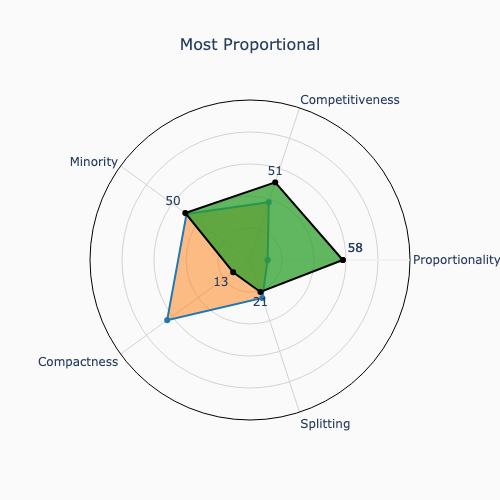 Most Proportional
Competitiveness
Minority
51
50
58
Proportionality
13
21
Compactness
Splitting